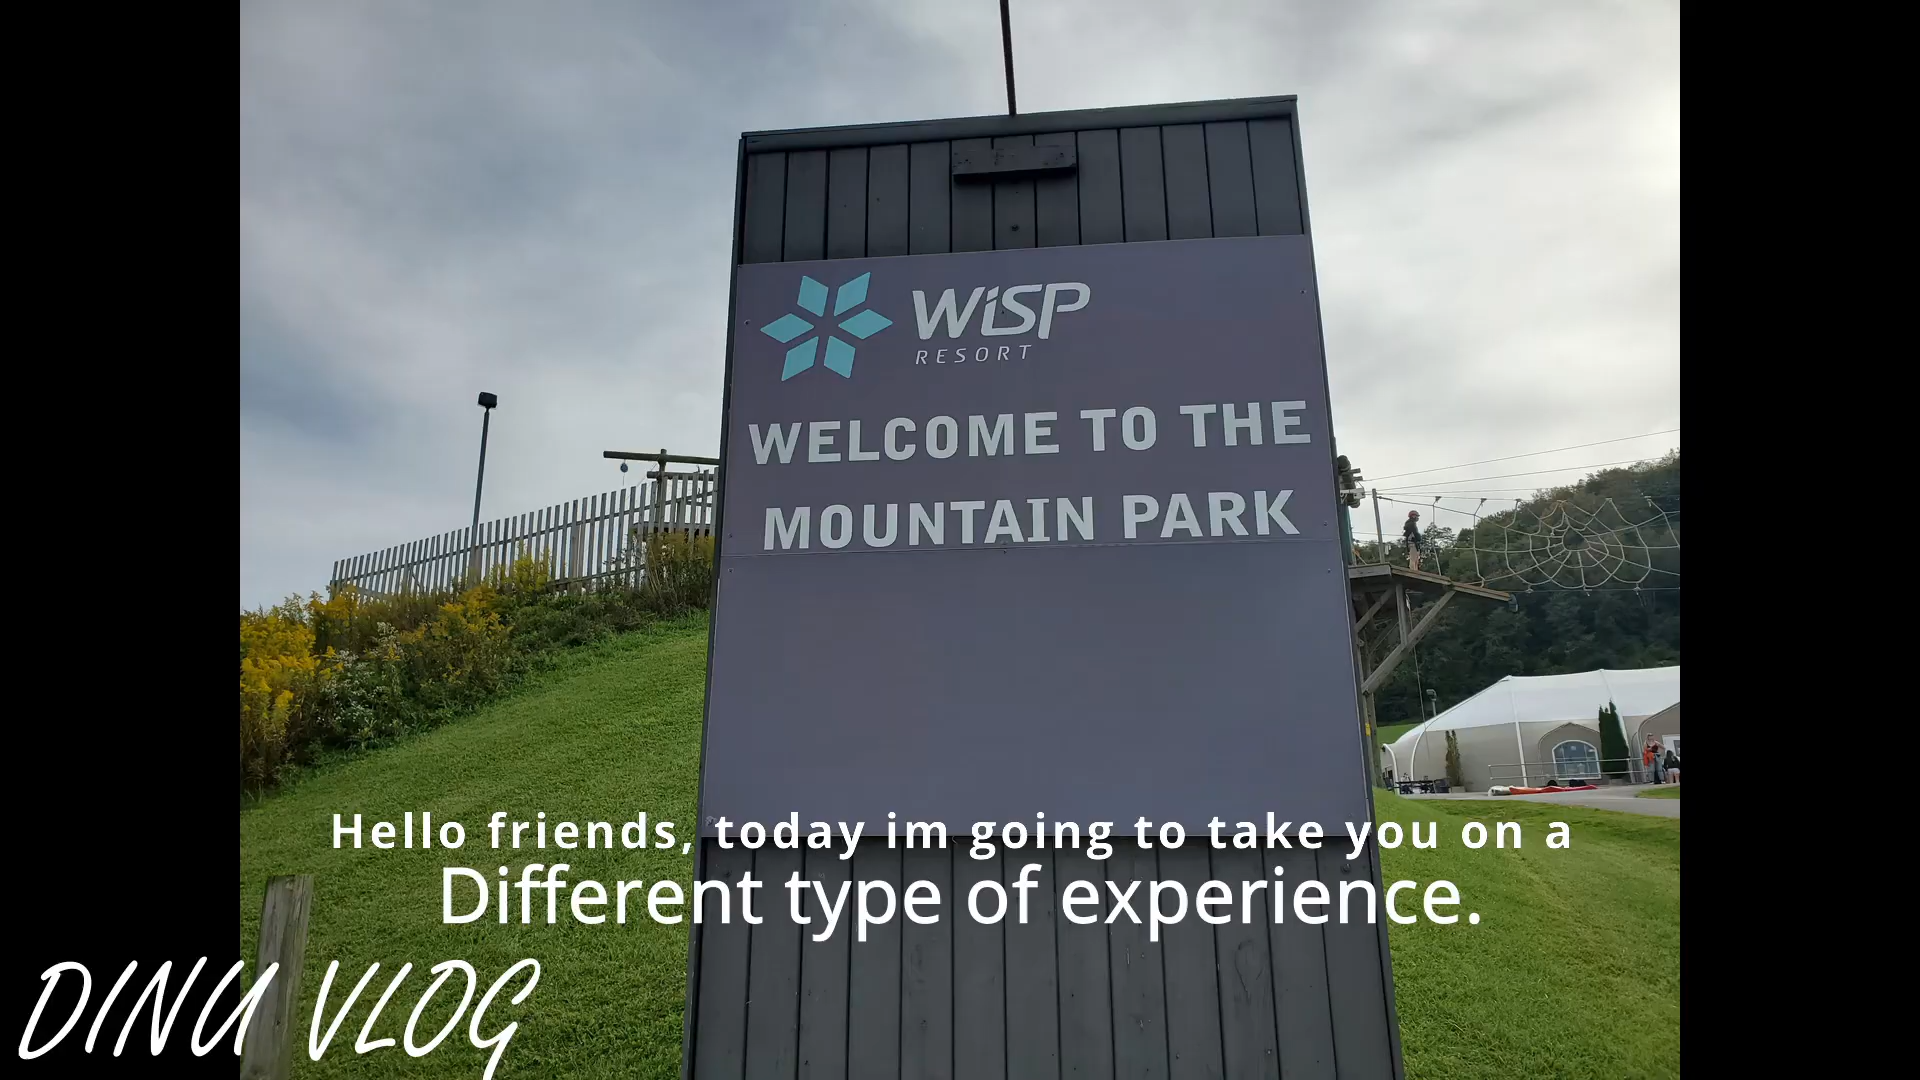 WiSP
RESORT
WELCOME TO THE
MOUNTAIN PARK
Hello friends, today im going to take you on a
Different type of experience.
DINU VLOG